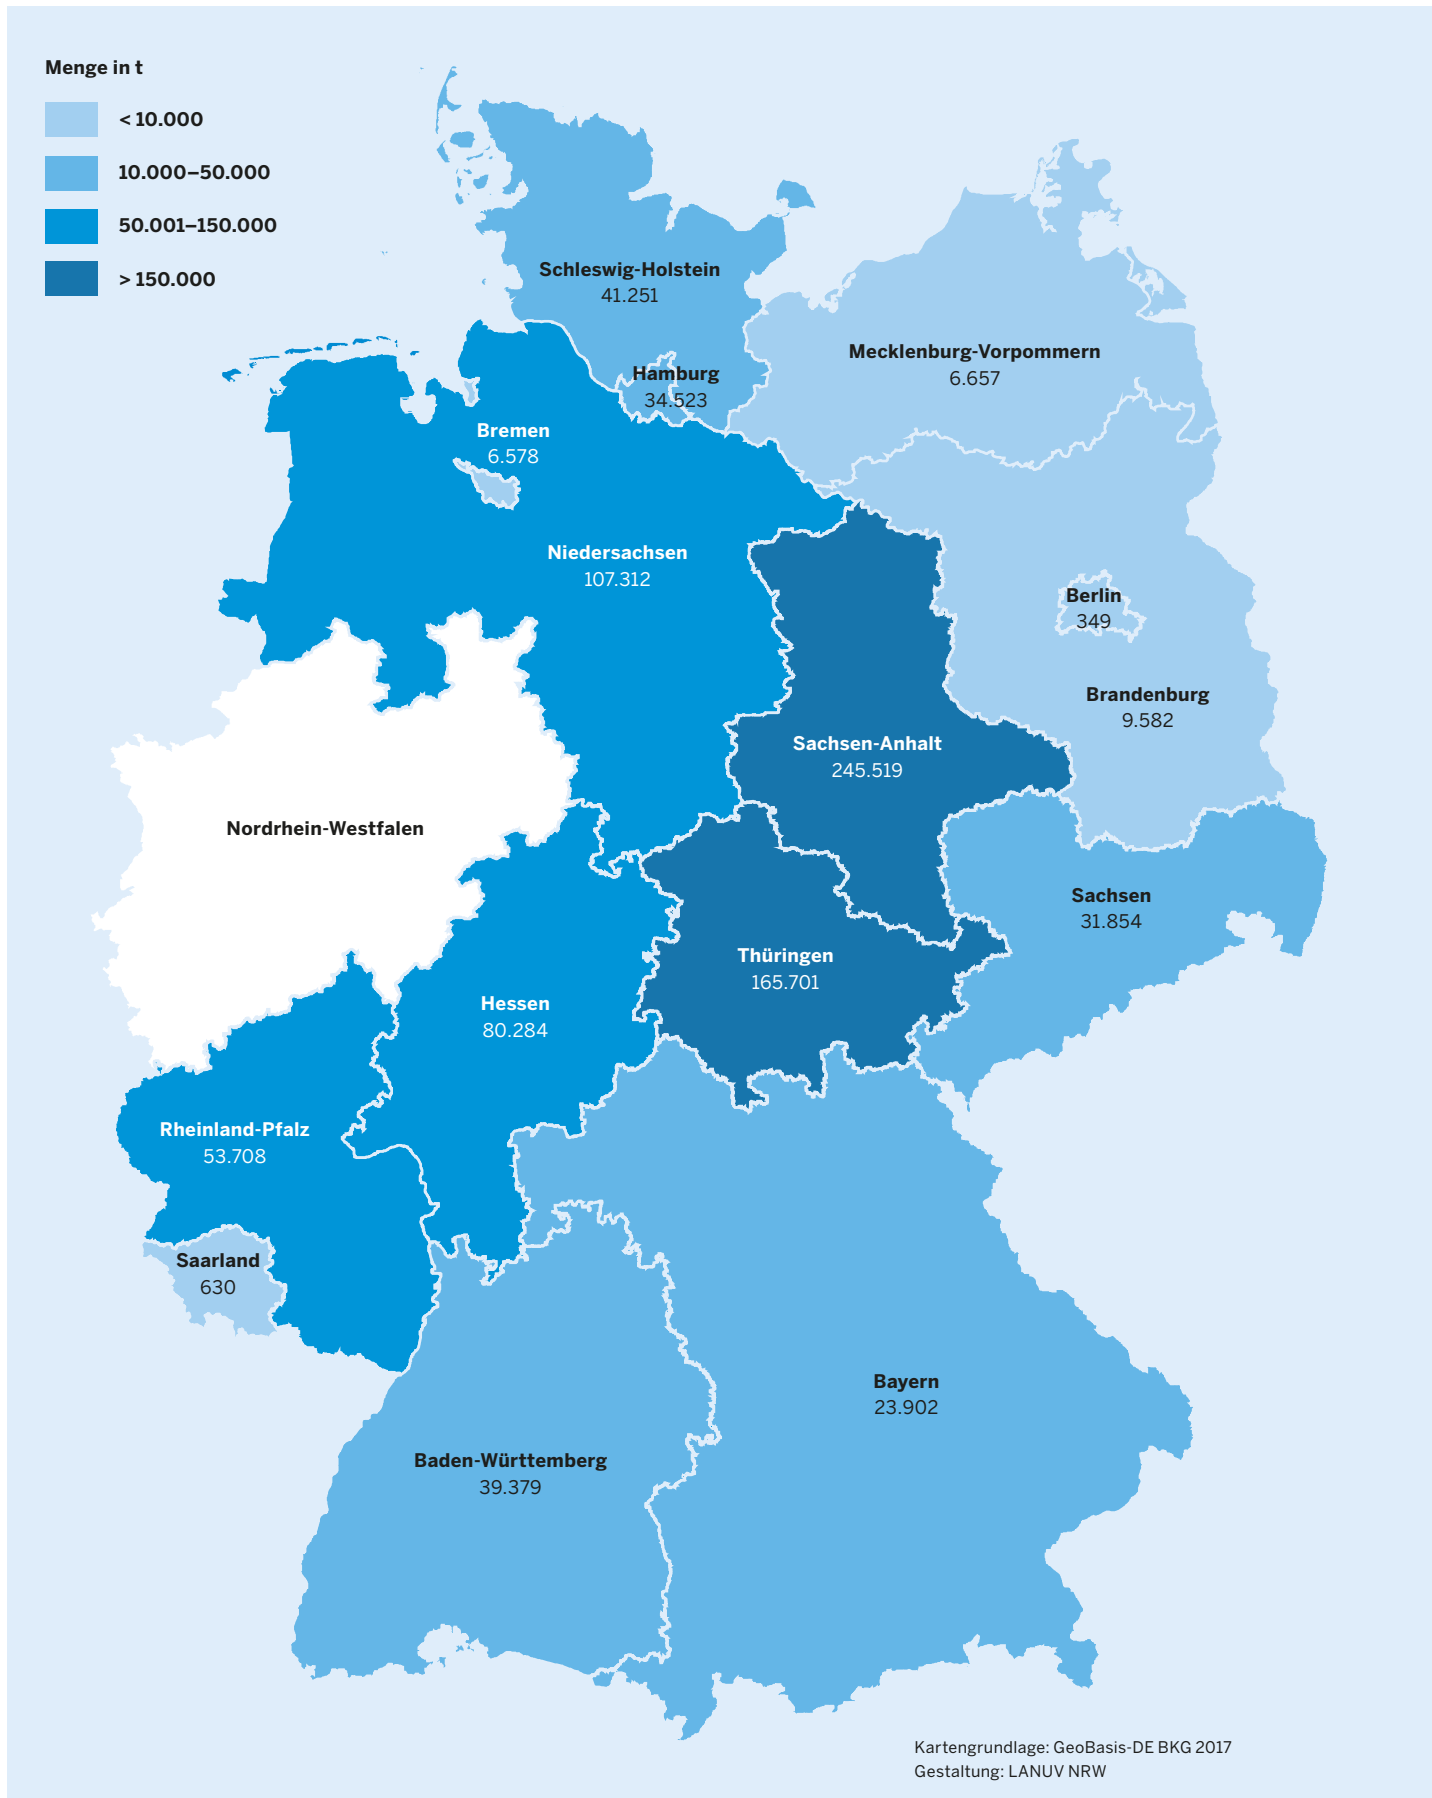 Menge in t
< 10.000
10.000–50.000
50.001–150.000
> 150.000
Schleswig-Holstein
41.251
Mecklenburg-Vorpommern
6.657
Hamburg
34.523
Bremen
6.578
Niedersachsen
107.312
Berlin
349
Brandenburg
9.582
Sachsen-Anhalt
245.519
Nordrhein-Westfalen
Sachsen
31.854
Thüringen
165.701
Hessen
80.284
Rheinland-Pfalz
53.708
Saarland
630
Bayern
23.902
Baden-Württemberg
39.379
Kartengrundlage: GeoBasis-DE BKG 2017
Gestaltung: LANUV NRW